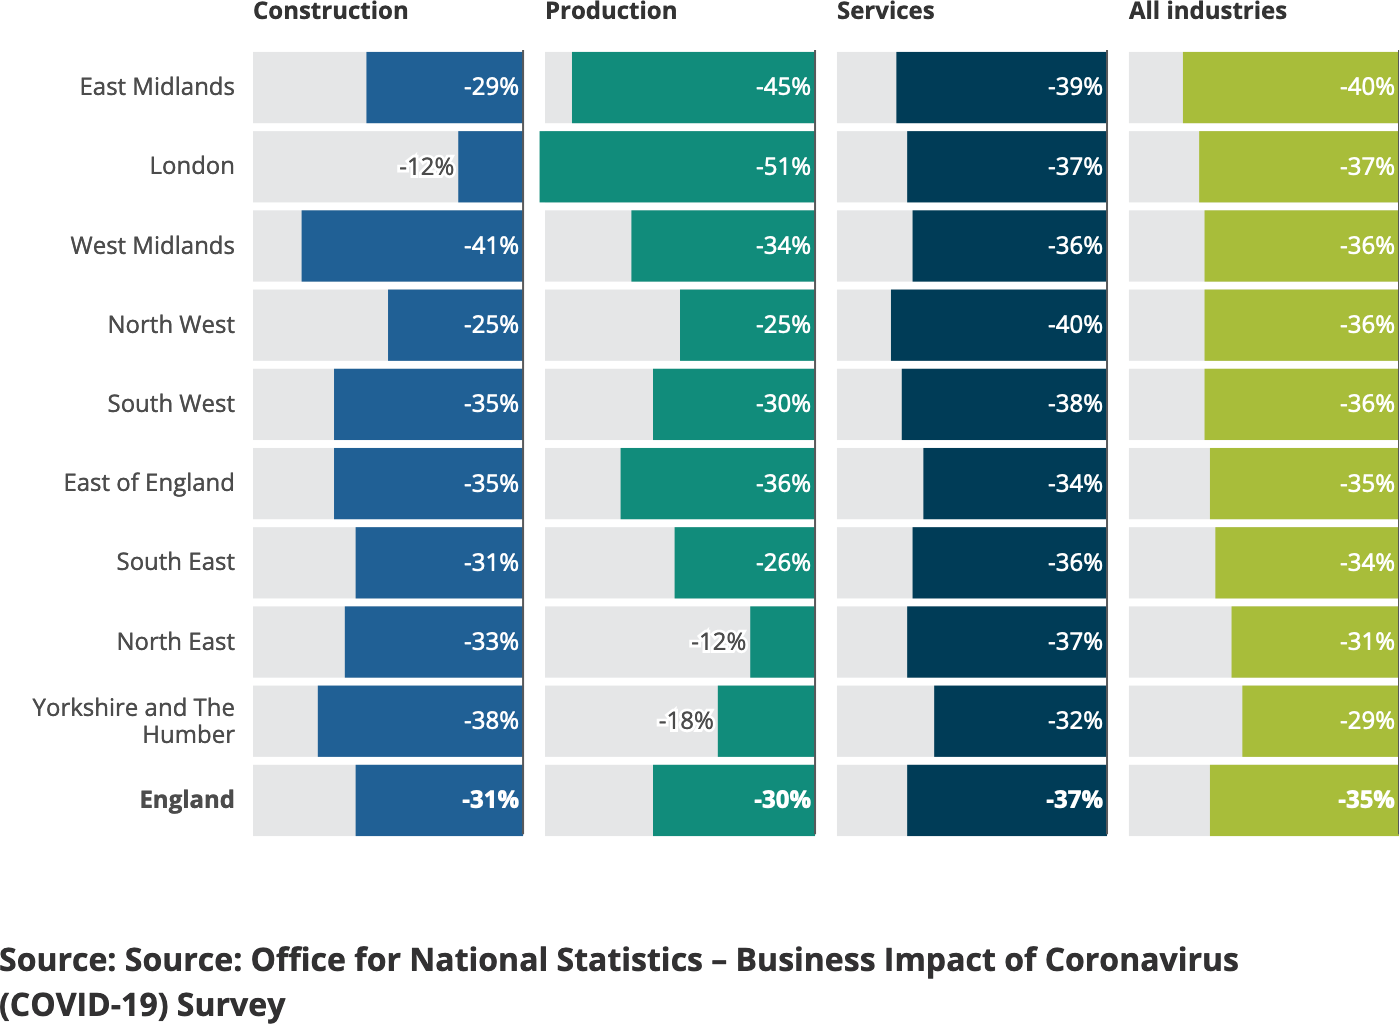 Construction Production Services All industries
East Midlands -29% -45% -39% -40%
London -12% -51% -37% -37%
West Midlands -41% -34% -36% -36%
North West -25% -25% -40% -36%
South West -35% -30% -38% -36%
East of England -35% -36% -34% -35%
South East -31% -26% -36% -34%
North East -33% -12% -37% -31%
Yorkshire and The
Humber -38% -18% -32% -29%
England -31% -30% -37% -35%
Source: Source: Office for National Statistics – Business Impact of Coronavirus
(COVID-19) Survey